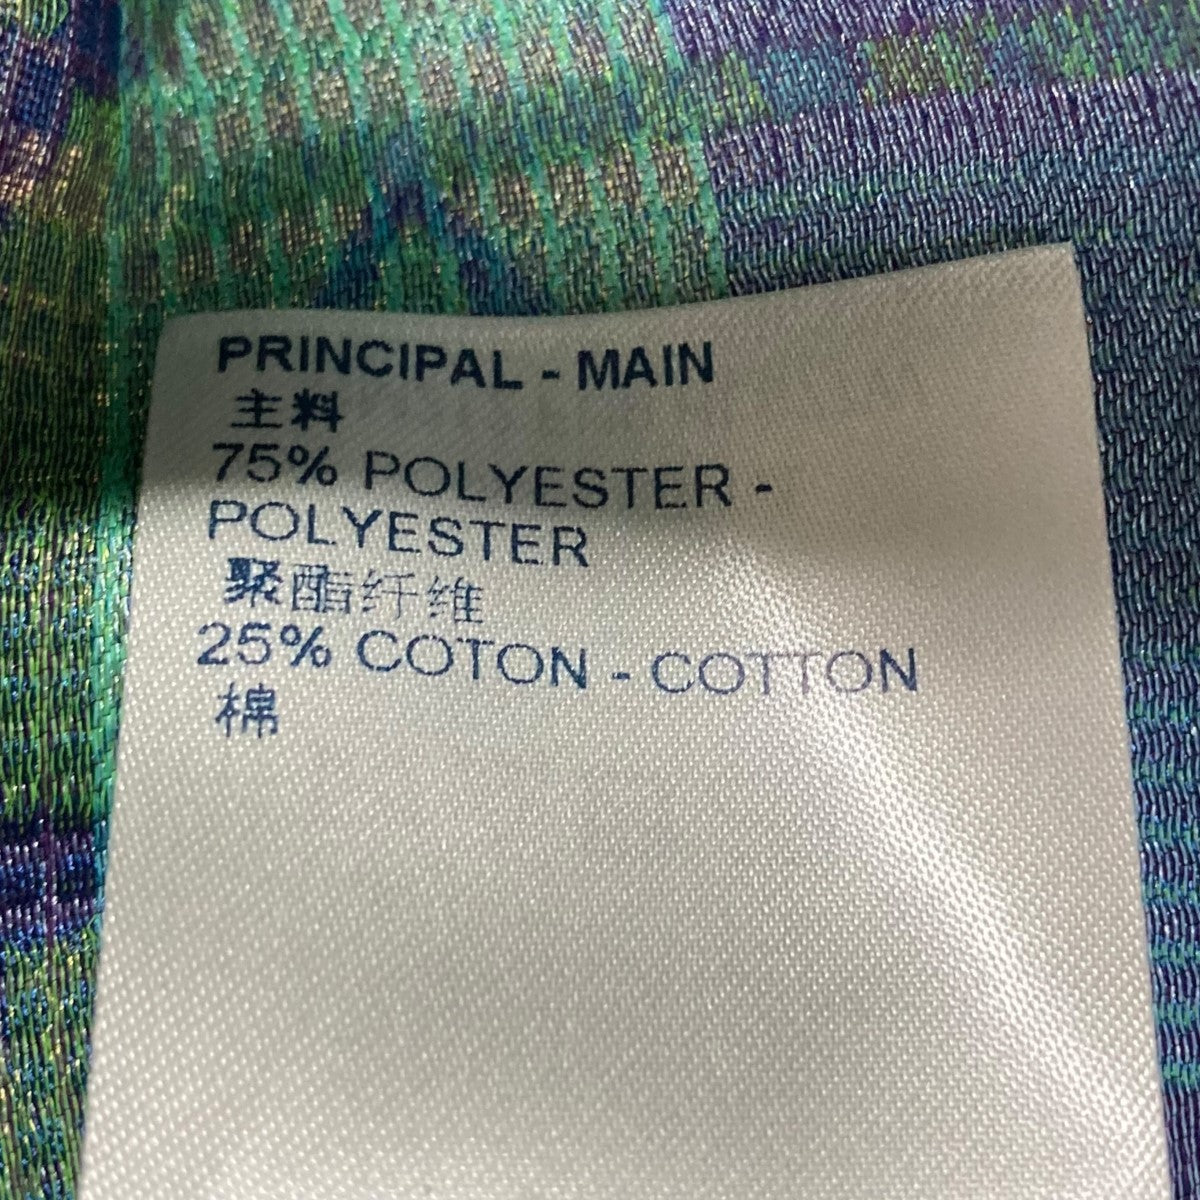 PRINCIPAL - MAIN
主料
75% POLYESTER -
POLYESTER
聚酯纤维
25% COTON - COTTON
棉